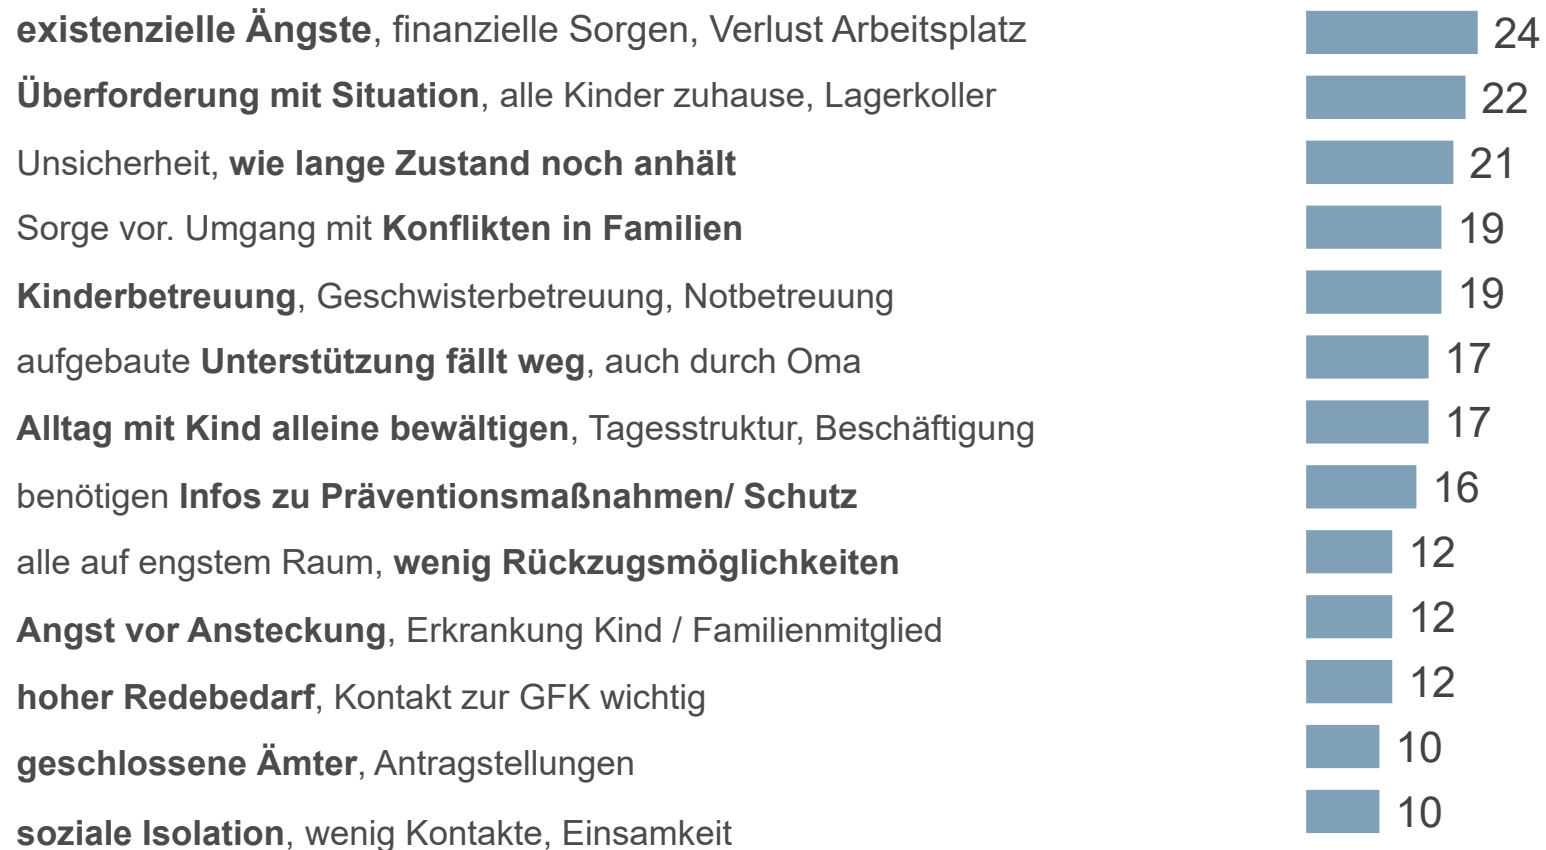 existenzielle Ängste, finanzielle Sorgen, Verlust Arbeitsplatz 24
Überforderung mit Situation, alle Kinder zuhause, Lagerkoller 22
Unsicherheit, wie lange Zustand noch anhält 21
Sorge vor. Umgang mit Konflikten in Familien 19
Kinderbetreuung, Geschwisterbetreuung, Notbetreuung 19
aufgebaute Unterstützung fällt weg, auch durch Oma 17
Alltag mit Kind alleine bewältigen, Tagesstruktur, Beschäftigung 17
benötigen Infos zu Präventionsmaßnahmen/ Schutz 16
alle auf engstem Raum, wenig Rückzugsmöglichkeiten 12
Angst vor Ansteckung, Erkrankung Kind / Familienmitglied 12
hoher Redebedarf, Kontakt zur GFK wichtig 12
geschlossene Ämter, Antragstellungen 10
soziale Isolation, wenig Kontakte, Einsamkeit 10